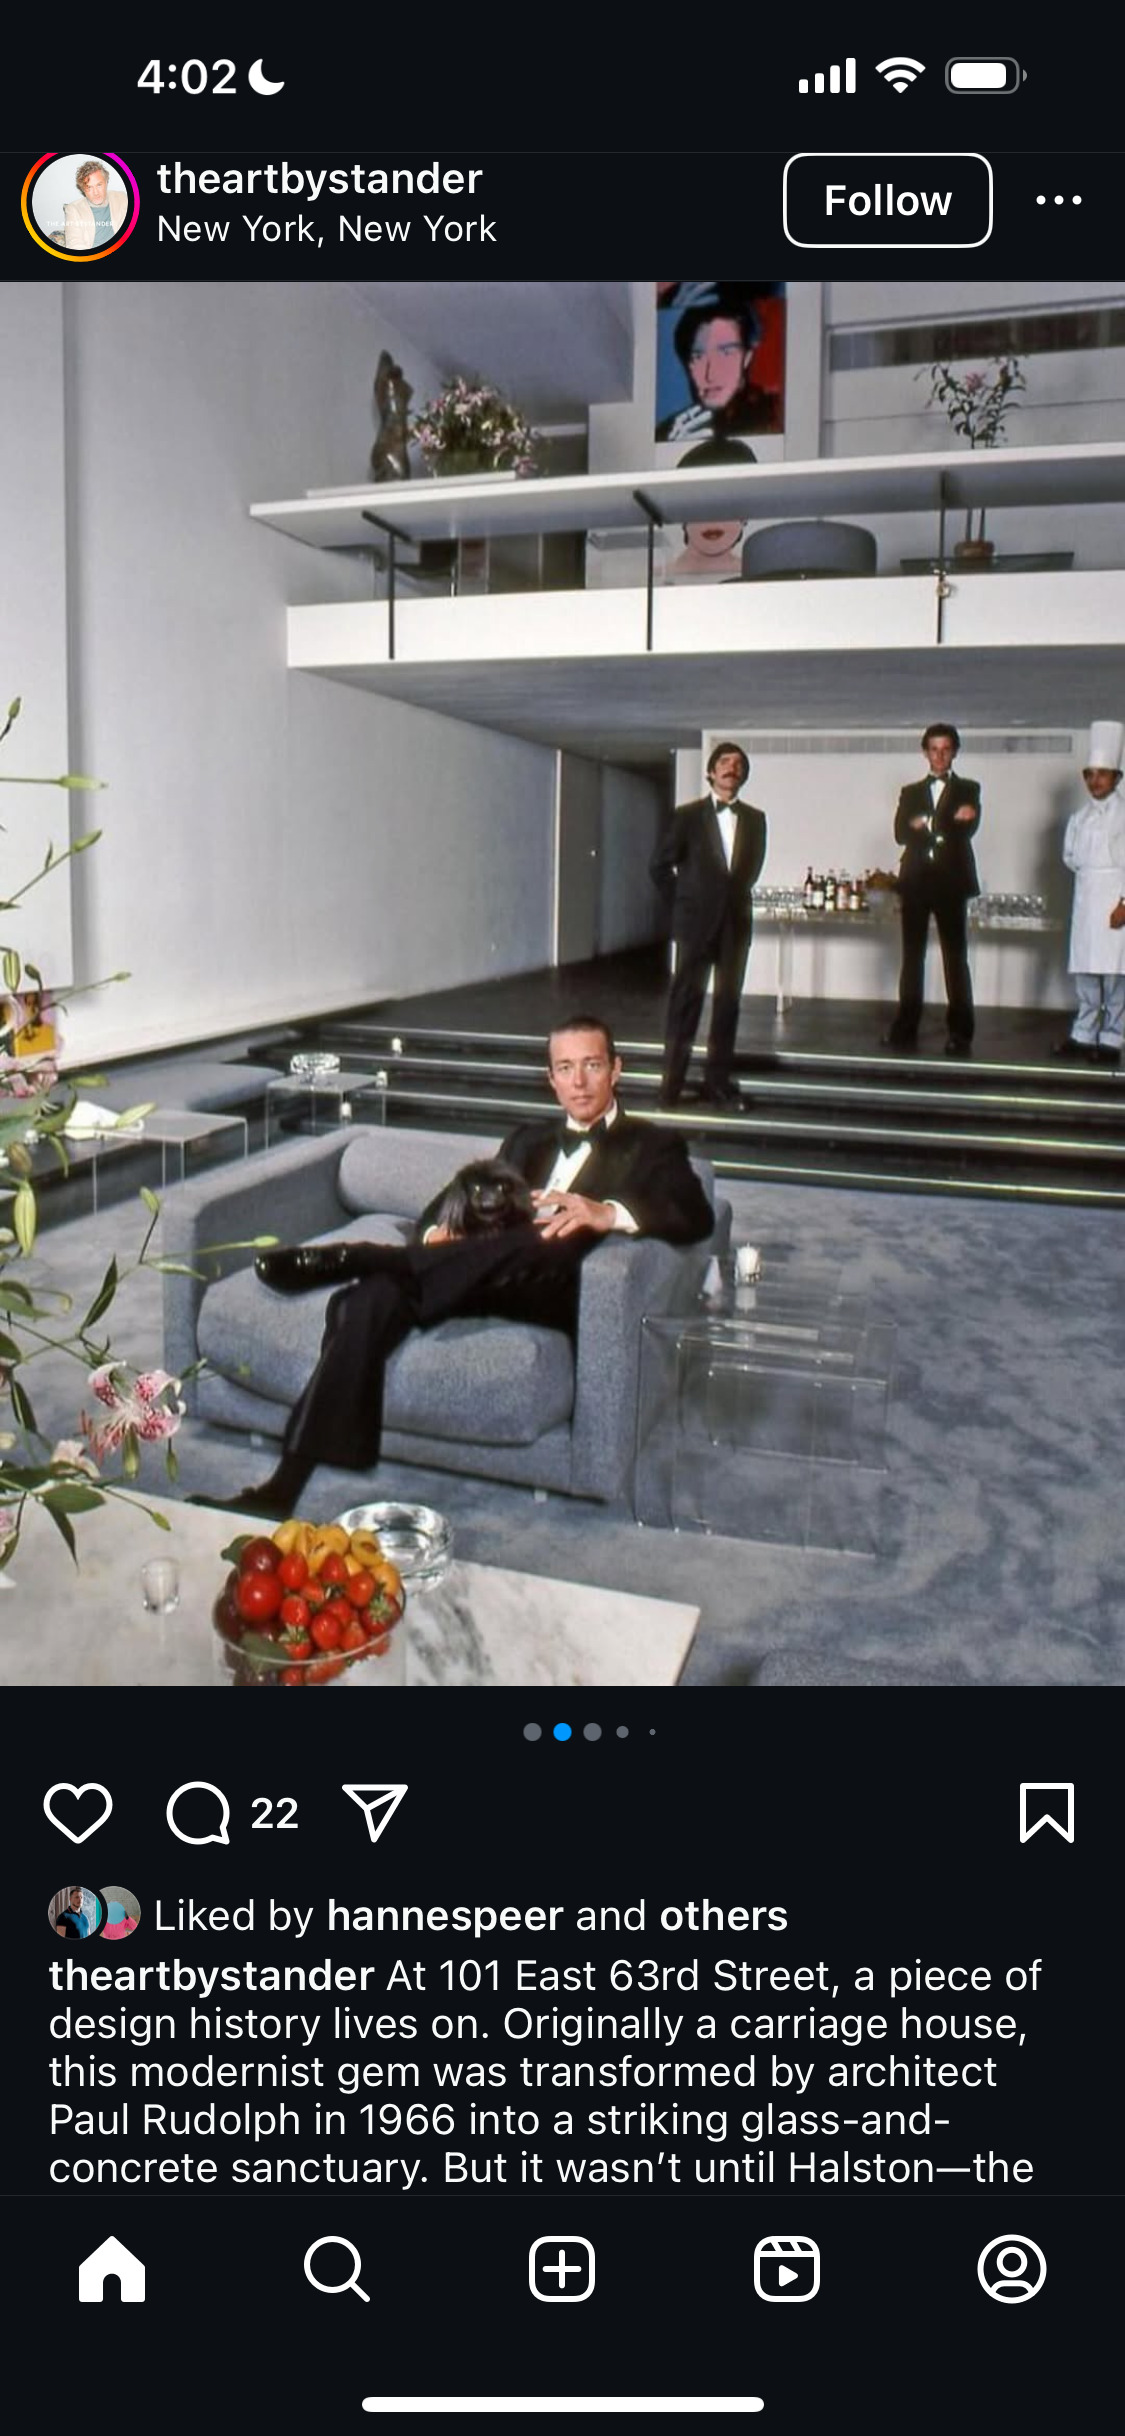 4:02
theartbystander
New York, New York
Follow
22
Liked by hannespeer and others
theartbystander At 101 East 63rd Street, a piece of
design history lives on. Originally a carriage house,
this modernist gem was transformed by architect
Paul Rudolph in 1966 into a striking glass-and-
concrete sanctuary. But it wasn’t until Halston—the